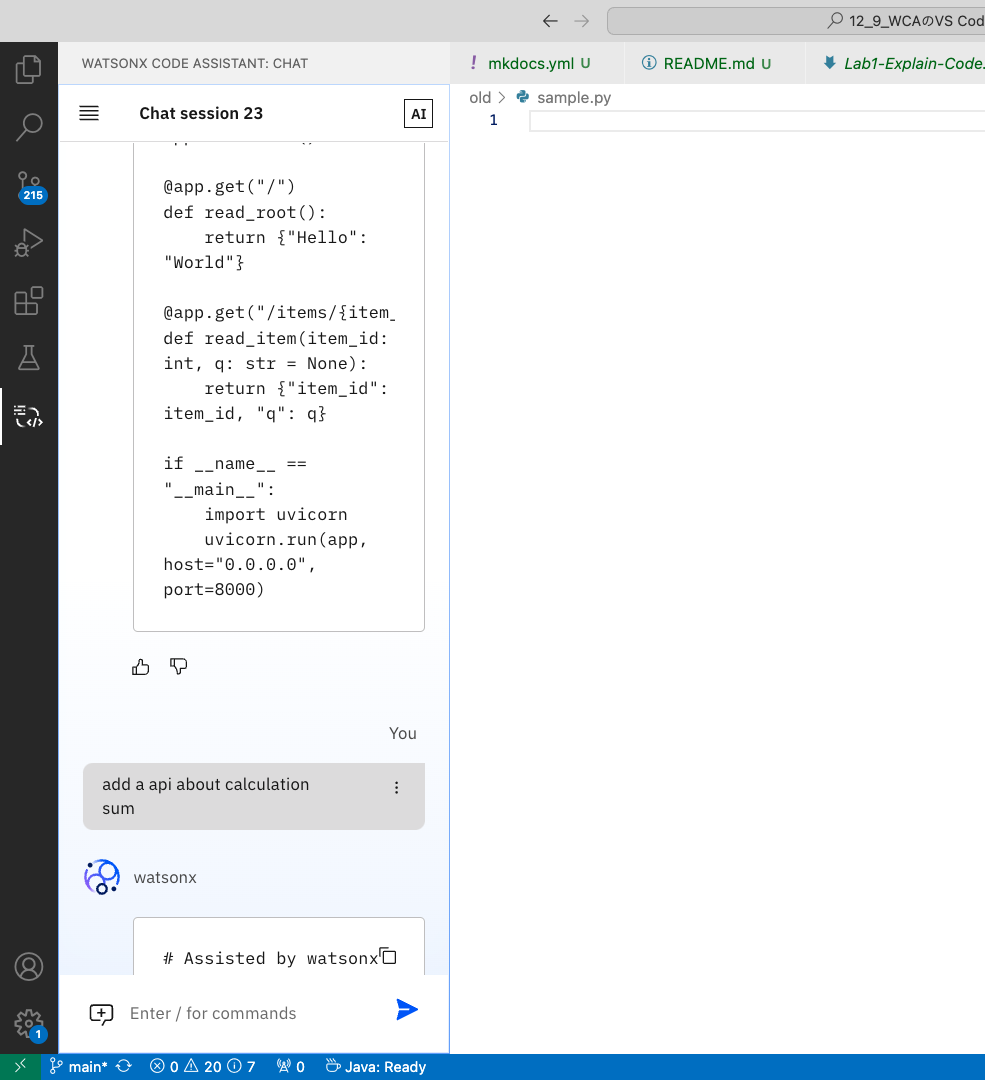 12_9_WCAのVS Cod
WATSONX CODE ASSISTANT: CHAT
mkdocs.yml U
README.md U
Lab1-Explain-Code.
Chat session 23
AI
old > sample.py
1
@app.get("/")
def read_root():
    return {"Hello":
"World"}
@app.get("/items/{item_
def read_item(item_id:
int, q: str = None):
    return {"item_id":
item_id, "q": q}
if __name__ ==
"__main__":
    import uvicorn
    uvicorn.run(app,
host="0.0.0.0",
port=8000)
215
You
add a api about calculation
sum
watsonx
# Assisted by watsonx
Enter / for commands
1
main* 0 20 7 0 Java: Ready